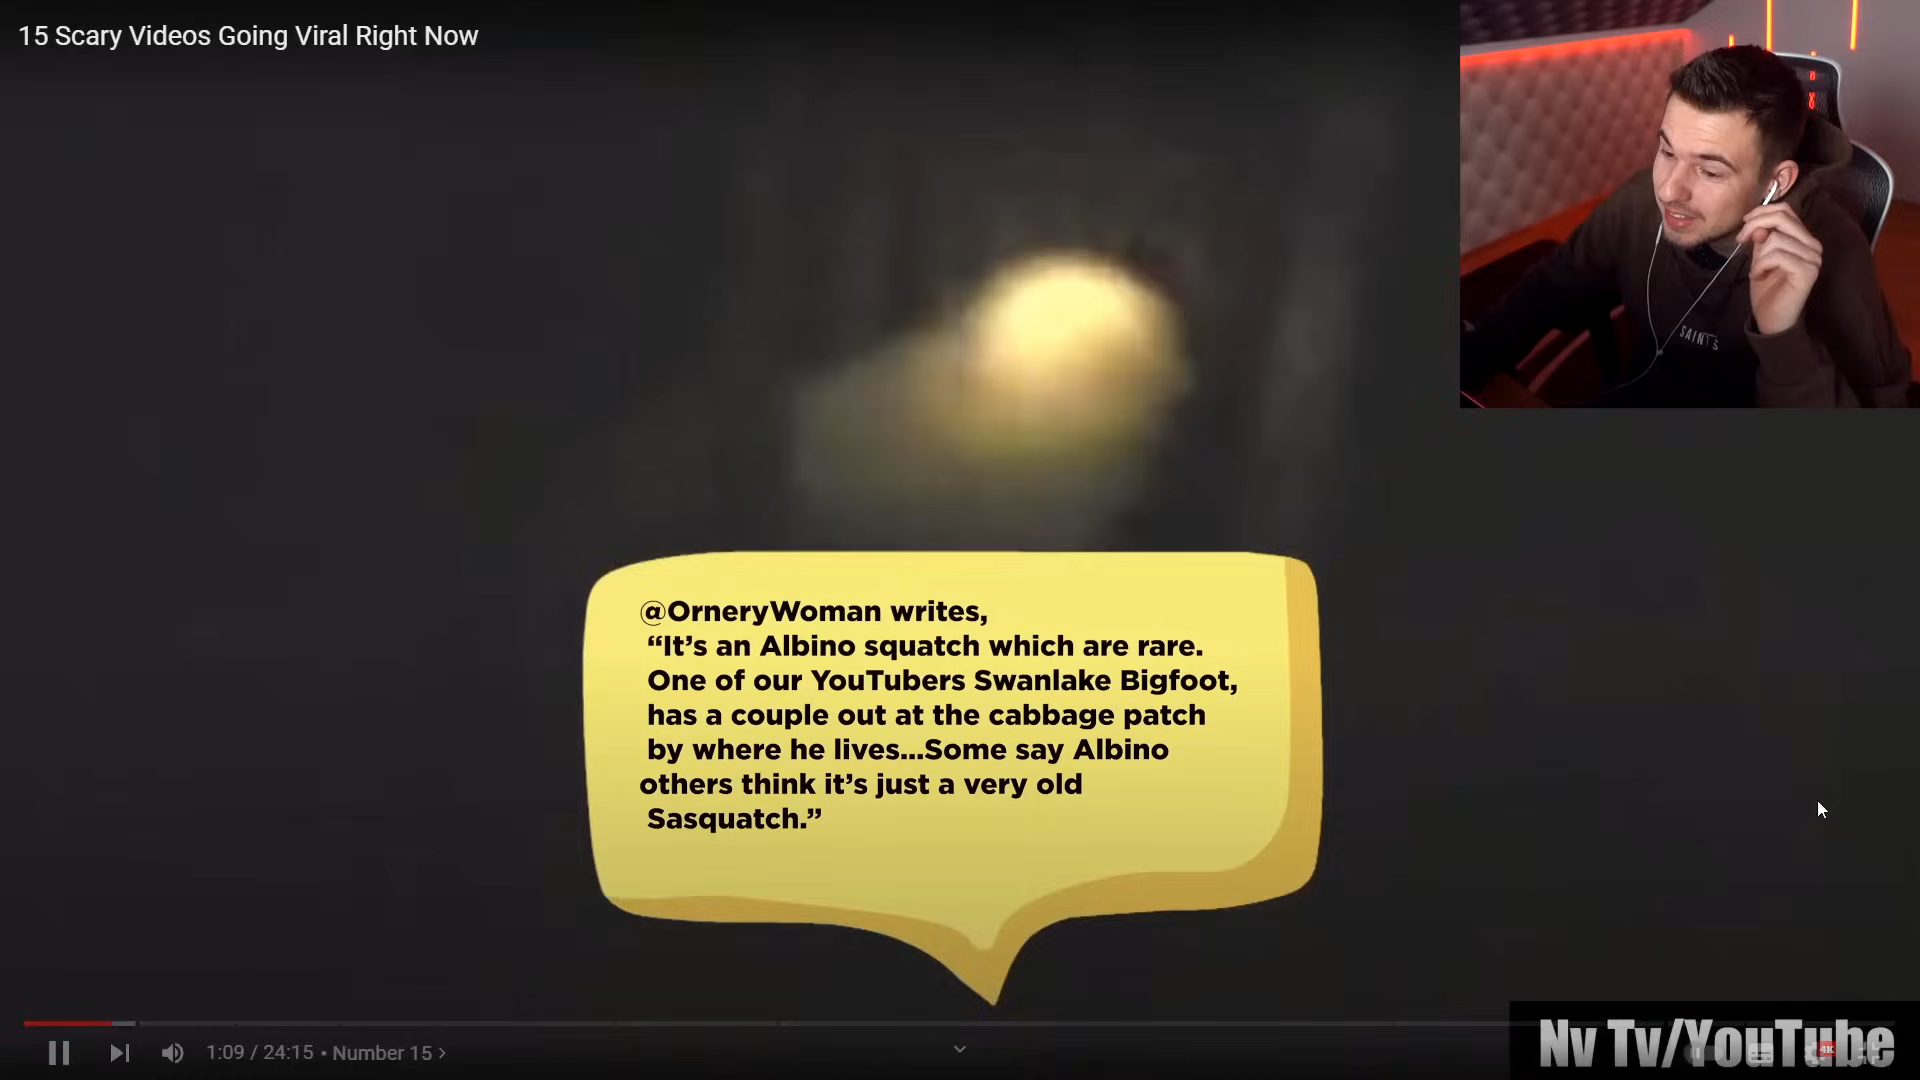 15 Scary Videos Going Viral Right Now
SAINTS
@OrneryWoman writes,
“It’s an Albino squatch which are rare.
One of our YouTubers Swanlake Bigfoot,
has a couple out at the cabbage patch
by where he lives...Some say Albino
others think it’s just a very old
Sasquatch.”
1:09 / 24:15 • Number 15 ›
Nv Tv/YouTube
4K